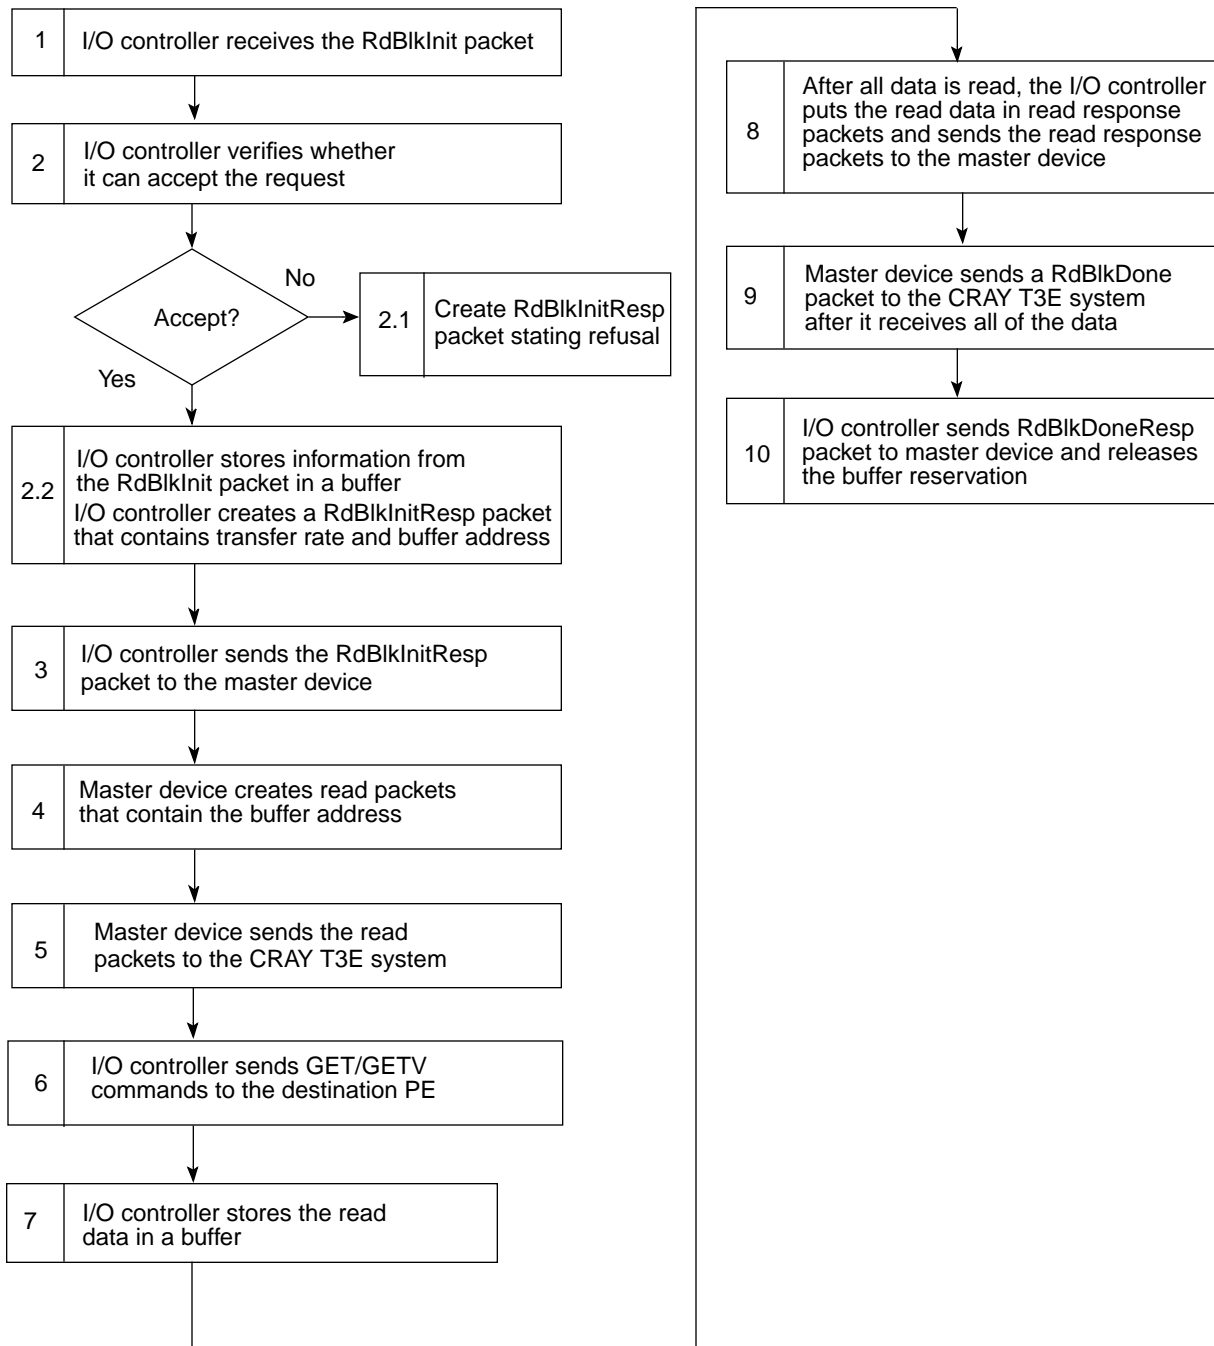 1
I/O controller receives the RdBlkInit packet
2
I/O controller verifies whether
it can accept the request
Accept?
No
Yes
2.1
Create RdBlkInitResp
packet stating refusal
2.2
I/O controller stores information from
the RdBlkInit packet in a buffer
I/O controller creates a RdBlkInitResp packet
that contains transfer rate and buffer address
3
I/O controller sends the RdBlkInitResp
packet to the master device
4
Master device creates read packets
that contain the buffer address
5
Master device sends the read
packets to the CRAY T3E system
6
I/O controller sends GET/GETV
commands to the destination PE
7
I/O controller stores the read
data in a buffer
8
After all data is read, the I/O controller
puts the read data in read response
packets and sends the read response
packets to the master device
9
Master device sends a RdBlkDone
packet to the CRAY T3E system
after it receives all of the data
10
I/O controller sends RdBlkDoneResp
packet to master device and releases
the buffer reservation